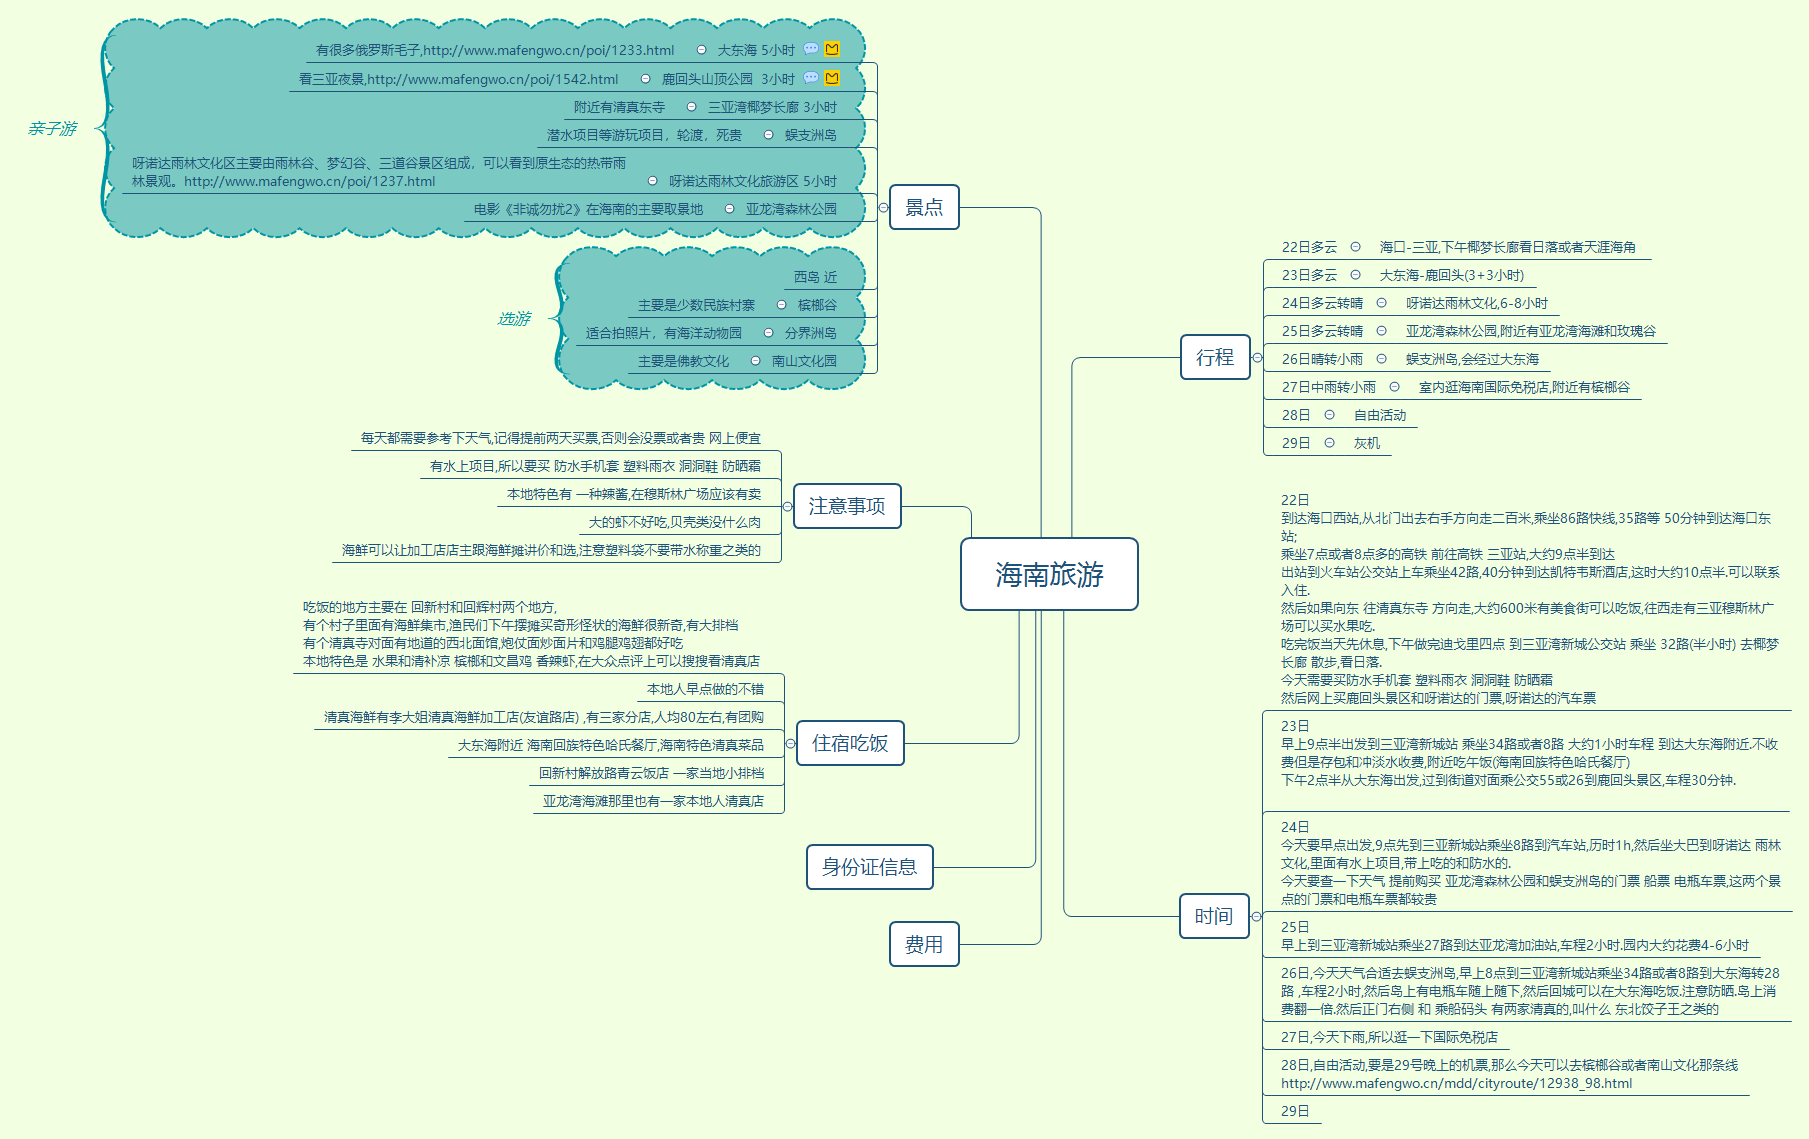 海南旅游
景点
亲子游
有很多俄罗斯毛子,http://www.mafengwo.cn/poi/1233.html 大东海 5小时
看三亚夜景,http://www.mafengwo.cn/poi/1542.html 鹿回头山顶公园 3小时
附近有清真东寺 三亚湾椰梦长廊 3小时
潜水项目等游玩项目，轮渡，死贵 蜈支洲岛
呀诺达雨林文化区主要由雨林谷、梦幻谷、三道谷景区组成，可以看到原生态的热带雨
林景观。http://www.mafengwo.cn/poi/1237.html 呀诺达雨林文化旅游区 5小时
电影《非诚勿扰2》在海南的主要取景地 亚龙湾森林公园
选游
西岛 近
主要是少数民族村寨 槟榔谷
适合拍照片，有海洋动物园 分界洲岛
主要是佛教文化 南山文化园
注意事项
每天都需要参考下天气,记得提前两天买票,否则会没票或者贵 网上便宜
有水上项目,所以要买 防水手机套 塑料雨衣 洞洞鞋 防晒霜
本地特色有 一种辣酱,在穆斯林广场应该有卖
大的虾不好吃,贝壳类没什么肉
海鲜可以让加工店店主跟海鲜摊讲价和选,注意塑料袋不要带水称重之类的
住宿吃饭
吃饭的地方主要在 回新村和回辉村两个地方,
有个村子里面有海鲜集市,渔民们下午摆摊买奇形怪状的海鲜很新奇,有大排档
有个清真寺对面有地道的西北面馆,炮仗面炒面片和鸡腿鸡翅都好吃
本地特色是 水果和清补凉 槟榔和文昌鸡 香辣虾,在大众点评上可以搜搜看清真店
本地人早点做的不错
清真海鲜有李大姐清真海鲜加工店(友谊路店) ,有三家分店,人均80左右,有团购
大东海附近 海南回族特色哈氏餐厅,海南特色清真菜品
回新村解放路青云饭店 一家当地小排档
亚龙湾海滩那里也有一家本地人清真店
身份证信息
费用
行程
22日多云 海口-三亚,下午椰梦长廊看日落或者天涯海角
23日多云 大东海-鹿回头(3+3小时)
24日多云转晴 呀诺达雨林文化,6-8小时
25日多云转晴 亚龙湾森林公园,附近有亚龙湾海滩和玫瑰谷
26日晴转小雨 蜈支洲岛,会经过大东海
27日中雨转小雨 室内逛海南国际免税店,附近有槟榔谷
28日 自由活动
29日 灰机
时间
22日
到达海口西站,从北门出去右手方向走二百米,乘坐86路快线,35路等 50分钟到达海口东
站;
乘坐7点或者8点多的高铁 前往高铁 三亚站,大约9点半到达
出站到火车站公交站上车乘坐42路,40分钟到达凯特韦斯酒店,这时大约10点半.可以联系
入住.
然后如果向东 往清真东寺 方向走,大约600米有美食街可以吃饭,往西走有三亚穆斯林广
场可以买水果吃.
吃完饭当天先休息,下午做完迪戈里四点 到三亚湾新城公交站 乘坐 32路(半小时) 去椰梦
长廊 散步,看日落.
今天需要买防水手机套 塑料雨衣 洞洞鞋 防晒霜
然后网上买鹿回头景区和呀诺达的门票,呀诺达的汽车票
23日
早上9点半出发到三亚湾新城站 乘坐34路或者8路 大约1小时车程 到达大东海附近.不收
费但是存包和冲淡水收费,附近吃午饭(海南回族特色哈氏餐厅)
下午2点半从大东海出发,过到街道对面乘公交55或26到鹿回头景区,车程30分钟.
24日
今天要早点出发,9点先到三亚新城站乘坐8路到汽车站,历时1h,然后坐大巴到呀诺达 雨林
文化,里面有水上项目,带上吃的和防水的.
今天要查一下天气 提前购买 亚龙湾森林公园和蜈支洲岛的门票 船票 电瓶车票,这两个景
点的门票和电瓶车票都较贵
25日
早上到三亚湾新城站乘坐27路到达亚龙湾加油站,车程2小时.园内大约花费4-6小时
26日,今天天气合适去蜈支洲岛,早上8点到三亚湾新城站乘坐34路或者8路到大东海转28
路 ,车程2小时,然后岛上有电瓶车随上随下,然后回城可以在大东海吃饭.注意防晒.岛上消
费翻一倍.然后正门右侧 和 乘船码头 有两家清真的,叫什么 东北饺子王之类的
27日,今天下雨,所以逛一下国际免税店
28日,自由活动,要是29号晚上的机票,那么今天可以去槟榔谷或者南山文化那条线
http://www.mafengwo.cn/mdd/cityroute/12938_98.html
29日